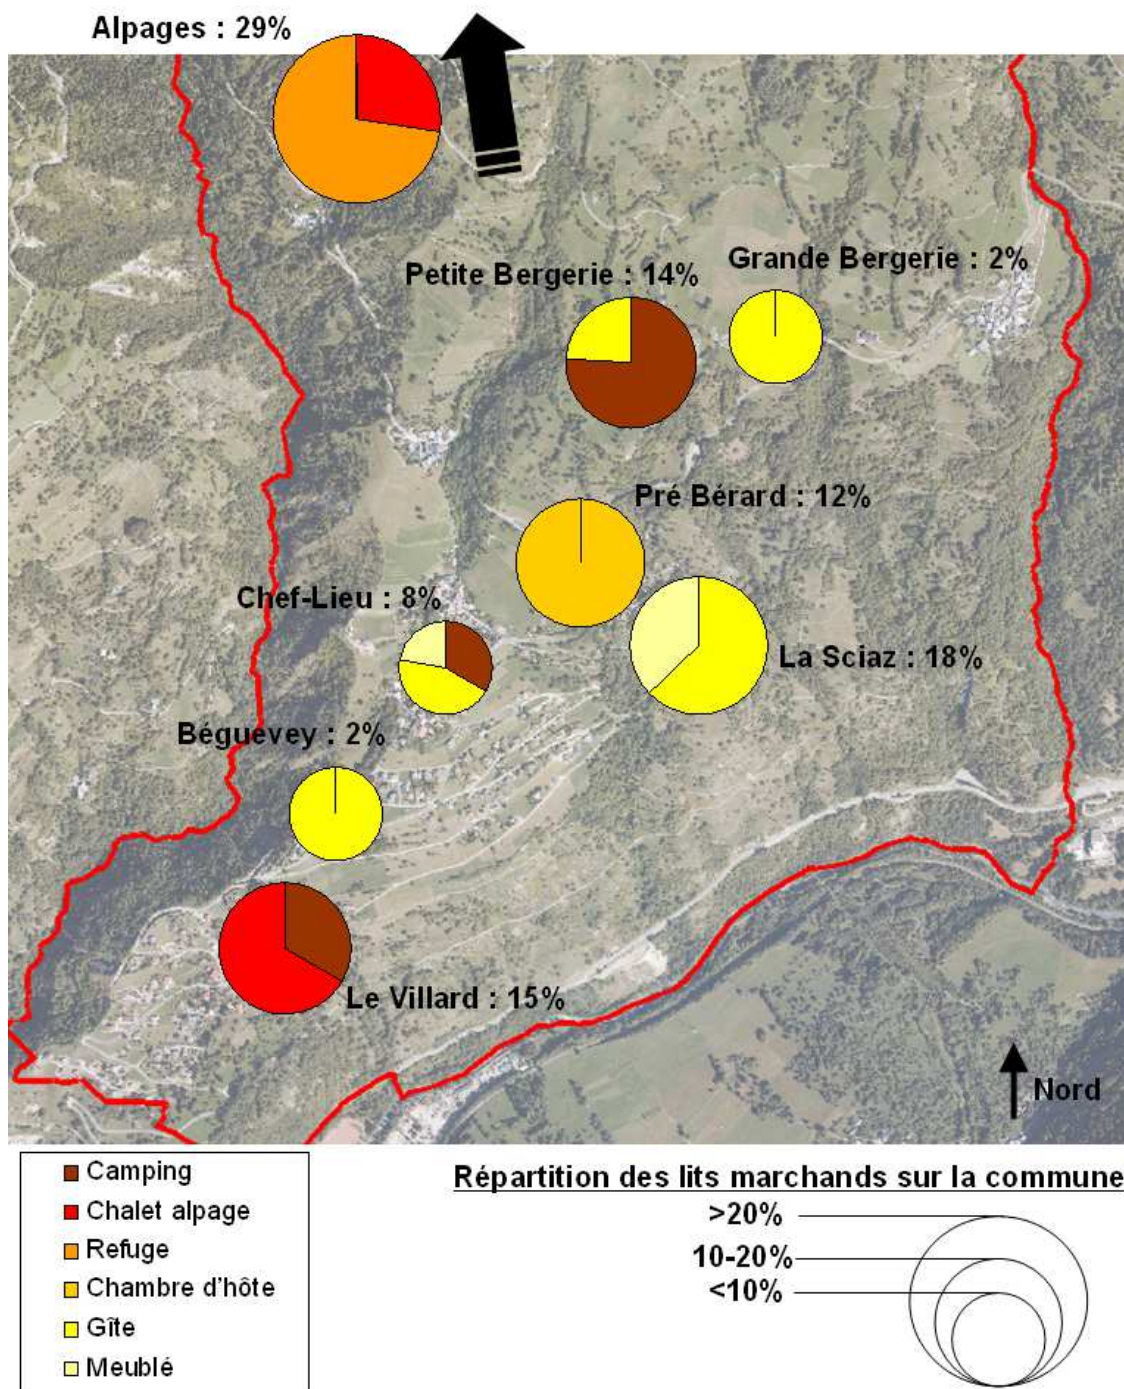 Alpages : 29%
Grande Bergerie : 2%
Petite Bergerie : 14%
Pré Bérard : 12%
Chef-Lieu : 8%
La Sciaz : 18%
Béguevey : 2%
Le Villard : 15%
Nord
Camping
Chalet alpage
Refuge
Chambre d'hôte
Gîte
Meublé
Répartition des lits marchands sur la commune
>20%
10-20%
<10%